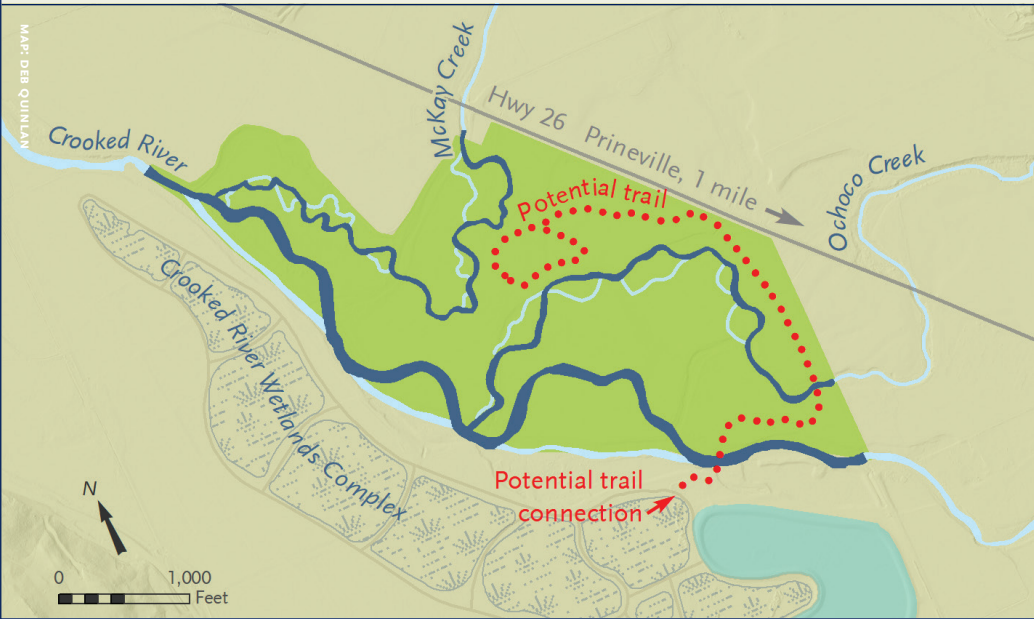 MAP: DEB QUINLAN
Crooked River
McKay Creek
Hwy 26 Prineville, 1 mile
Ochoco Creek
Potential trail
Crooked River Wetlands Complex
Potential trail
connection
N
0 1,000
Feet